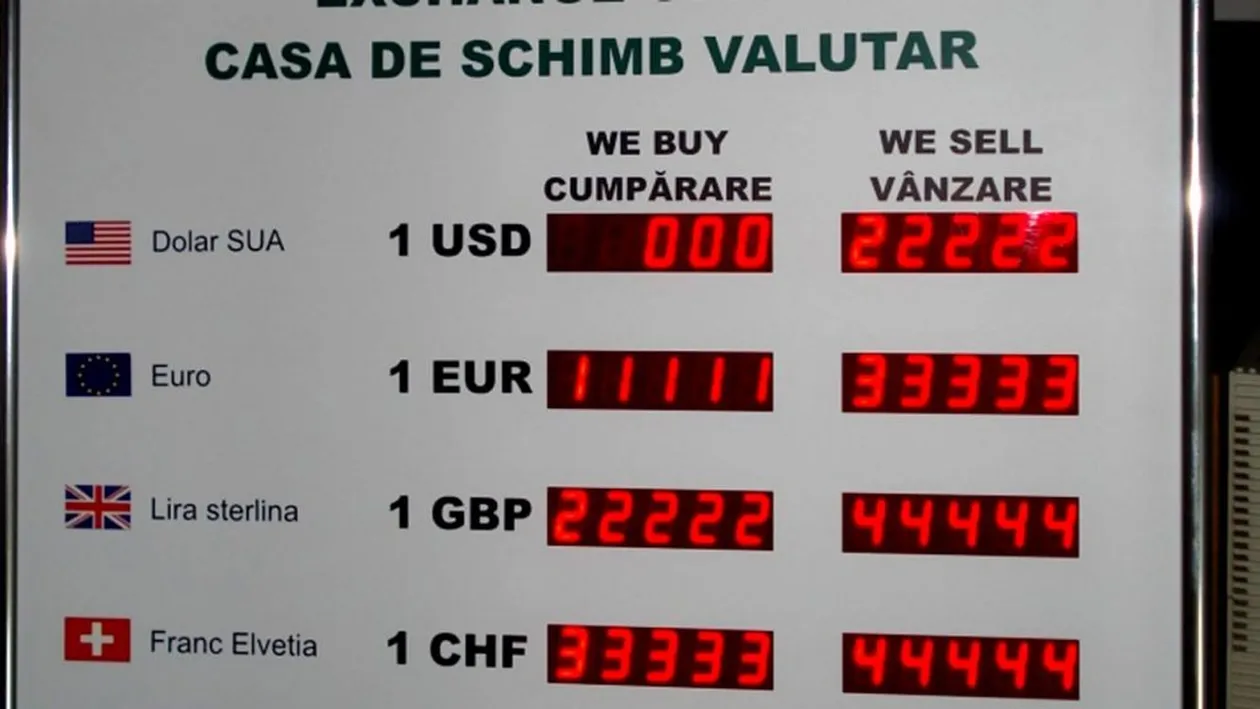 EXCHANGE
CASA DE SCHIMB VALUTAR
WE BUY WE SELL
CUMPĂRARE VÂNZARE
Dolar SUA 1 USD 000 22222
Euro 1 EUR 11111 33333
Lira sterlina 1 GBP 22222 44444
Franc Elvetia 1 CHF 33333 44444